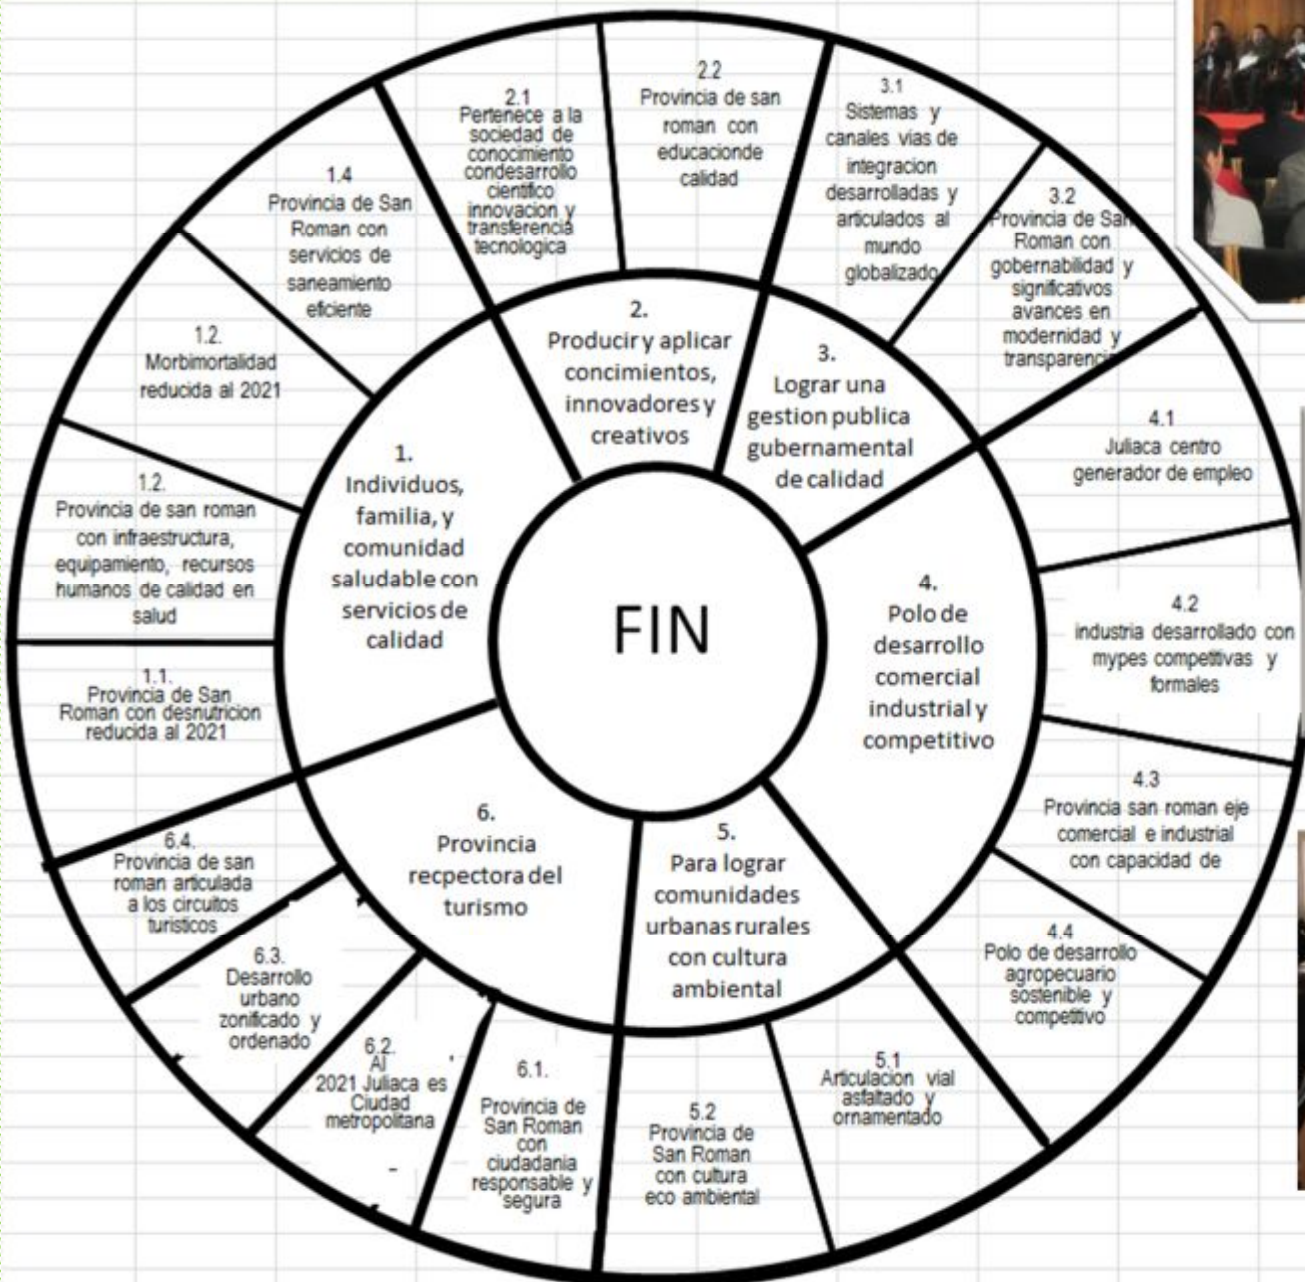 FIN
1.
Individuos,
familia, y
comunidad
saludable con
servicios de
calidad
1.1.
Provincia de San
Roman con desnutricion
reducida al 2021
1.2.
Provincia de san roman
con infraestructura,
equipamiento, recursos
humanos de calidad en
salud
1.2.
Morbimortalidad
reducida al 2021
1.4
Provincia de San
Roman con
servicios de
saneamiento
eficiente
2.
Producir y aplicar
concimientos,
innovadores y
creativos
2.1
Pertenece a la
sociedad de
conocimiento
condesarrollo
cientifico
innovacion y
transferencia
tecnologica
2.2
Provincia de san
roman con
educacionde
calidad
3.
Lograr una
gestion publica
gubernamental
de calidad
3.1
Sistemas y
canales vias de
integracion
desarrolladas y
articulados al
mundo
globalizado
3.2
Provincia de San
Roman con
gobernabilidad y
significativos
avances en
modernidad y
transparencia
4.
Polo de
desarrollo
comercial
industrial y
competitivo
4.1
Juliaca centro
generador de empleo
4.2
industria desarrollado con
mypes competitivas y
formales
4.3
Provincia san roman eje
comercial e industrial
con capacidad de
4.4
Polo de desarrollo
agropecuario
sostenible y
competitivo
5.
Para lograr
comunidades
urbanas rurales
con cultura
ambiental
5.1
Articulacion vial
asfaltado y
ornamentado
5.2
Provincia de
San Roman
con cultura
eco ambiental
6.
Provincia
recpectora del
turismo
6.1.
Provincia de
San Roman
con
ciudadania
responsable y
segura
6.2.
Al
2021 Juliaca es
Ciudad
metropolitana
6.3.
Desarrollo
urbano
zonificado y
ordenado
6.4.
Provincia de san
roman articulada
a los circuitos
turisticos